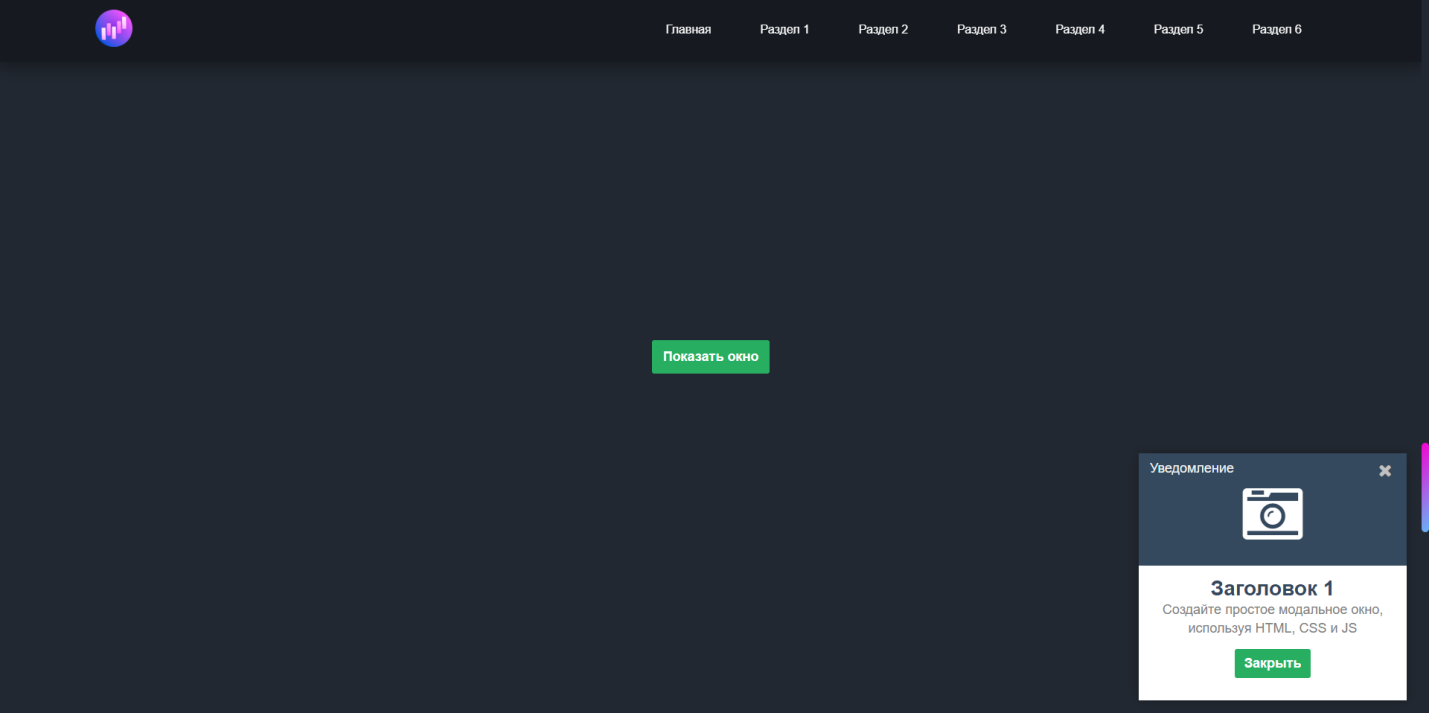 Главная Раздел 1 Раздел 2 Раздел 3 Раздел 4 Раздел 5 Раздел 6
Показать окно
Уведомление
Заголовок 1
Создайте простое модальное окно,
используя HTML, CSS и JS
Закрыть